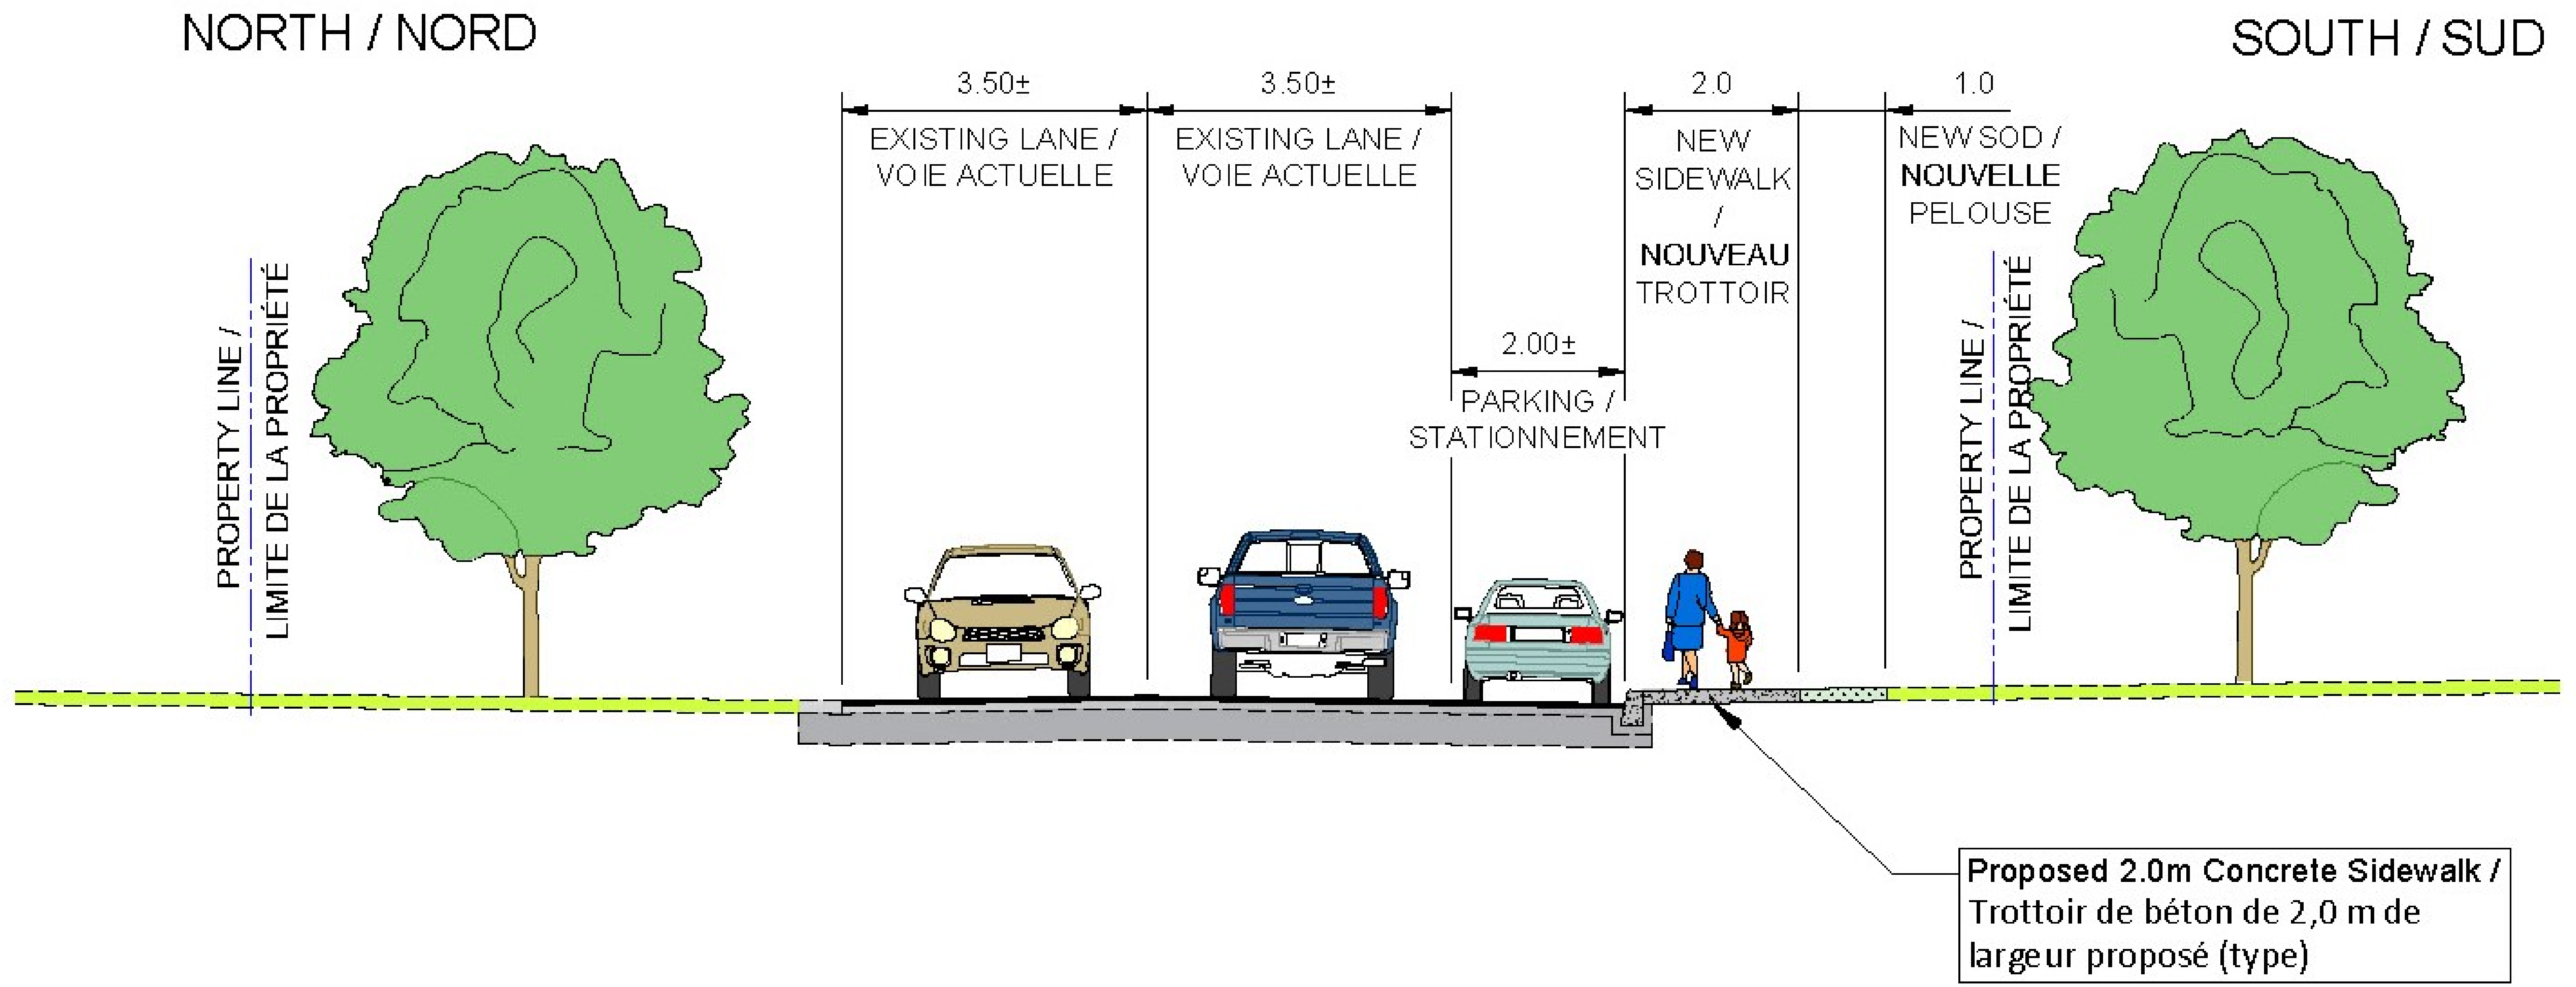 NORTH / NORD
SOUTH / SUD
3.50±
EXISTING LANE /
VOIE ACTUELLE
3.50±
EXISTING LANE /
VOIE ACTUELLE
2.0
NEW
SIDEWALK
/
NOUVEAU
TROTTOIR
1.0
NEW SOD /
NOUVELLE
PELOUSE
2.00±
PARKING /
STATIONNEMENT
PROPERTY LINE /
LIMITE DE LA PROPRIÉTÉ
PROPERTY LINE /
LIMITE DE LA PROPRIÉTÉ
Proposed 2.0m Concrete Sidewalk /
Trottoir de béton de 2,0 m de
largeur proposé (type)